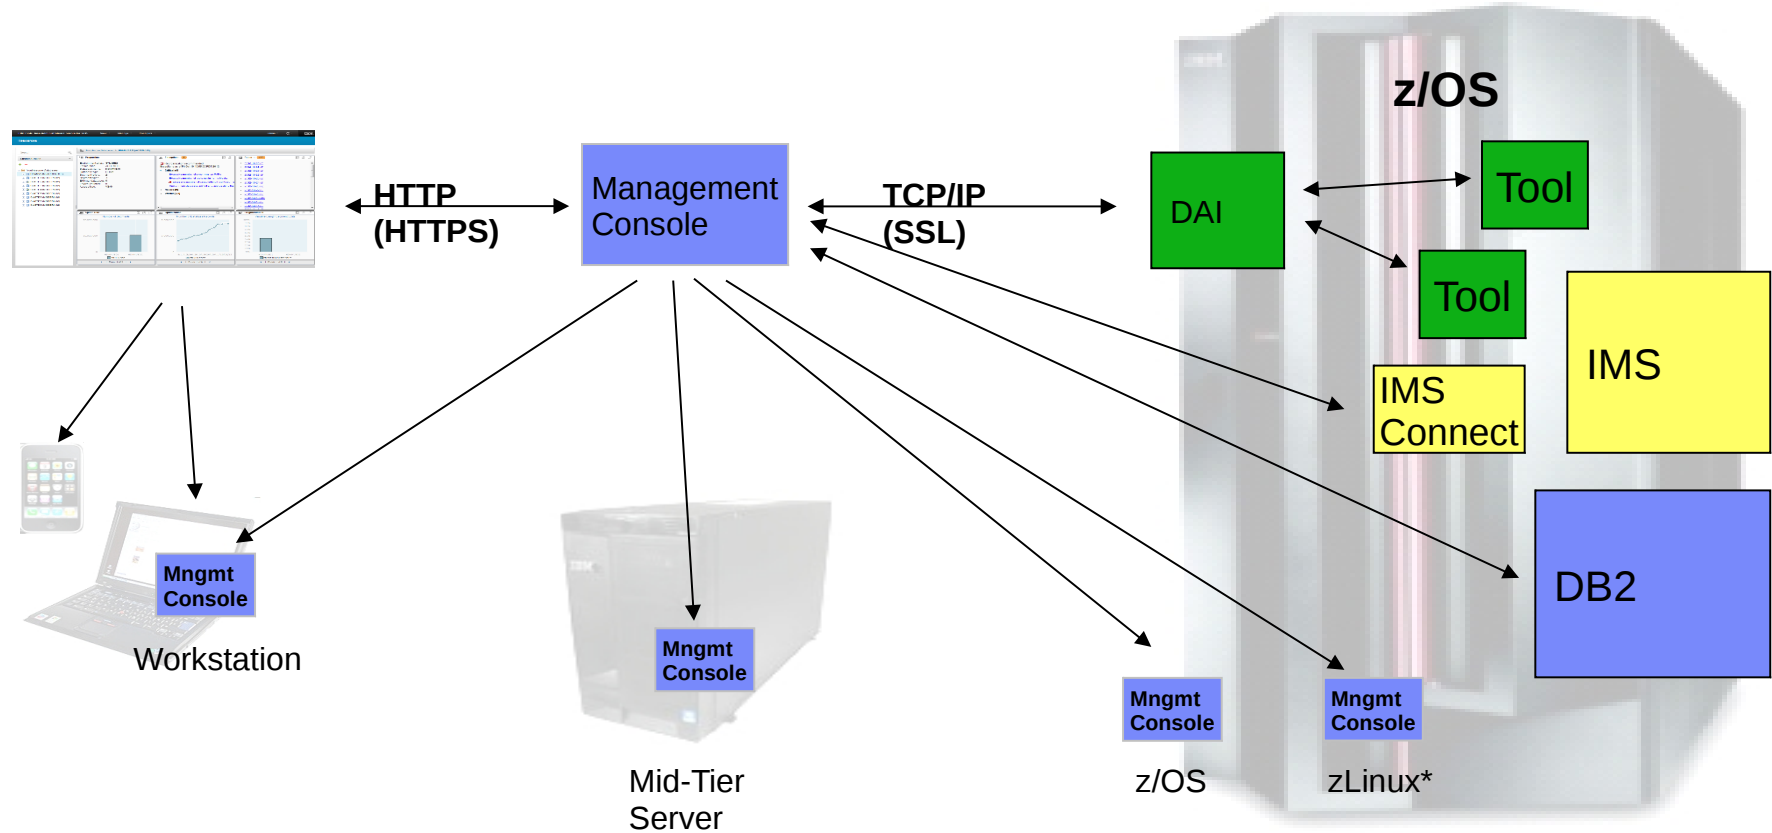 z/OS
HTTP
(HTTPS)
Management
Console
TCP/IP
(SSL)
DAI
Tool
Tool
IMS
IMS
Connect
DB2
Mngmt
Console
Workstation
Mngmt
Console
Mid-Tier
Server
Mngmt
Console
z/OS
Mngmt
Console
zLinux*